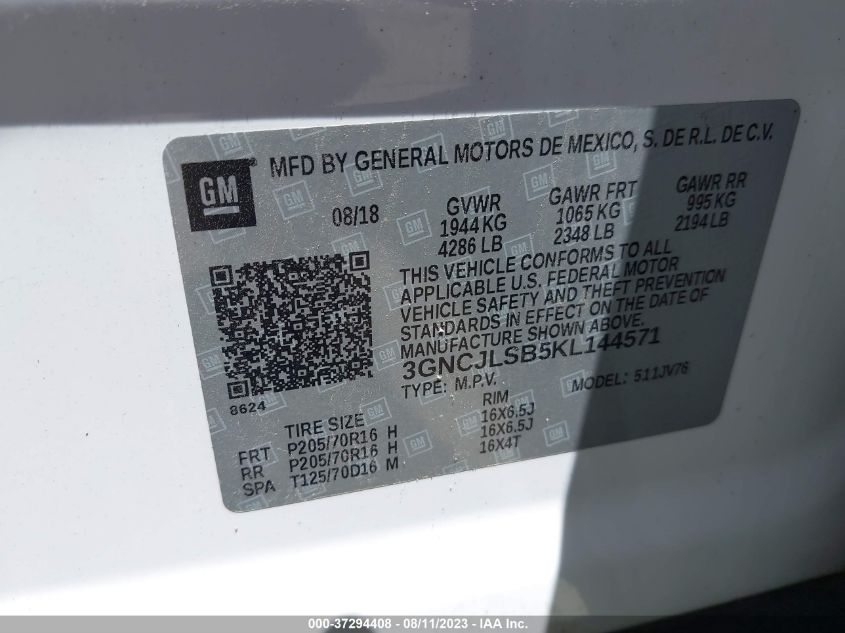 GM
MFD BY GENERAL MOTORS DE MEXICO, S. DE R.L. DE C.V.
08/18
GVWR
1944 KG
4286 LB
GAWR FRT
1065 KG
2348 LB
GAWR RR
995 KG
2194 LB
THIS VEHICLE CONFORMS TO ALL
APPLICABLE U.S. FEDERAL MOTOR
VEHICLE SAFETY AND THEFT PREVENTION
STANDARDS IN EFFECT ON THE DATE OF
MANUFACTURE SHOWN ABOVE.
3GNCJLSB5KL144571
TYPE: M.P.V. MODEL: 511JV76
8624
TIRE SIZE RIM
FRT P205/70R16 H 16X6.5J
RR P205/70R16 H 16X6.5J
SPA T125/70D16 M 16X4T
000-37294408 - 08/11/2023 - IAA Inc.